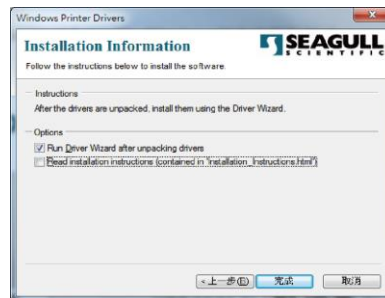 Windows Printer Drivers
Installation Information
SEAGULL
SCIENTIFIC
Follow the instructions below to install the software.
Instructions
After the drivers are unpacked, install them using the Driver Wizard.
Options
Run Driver Wizard after unpacking drivers
Read installation instructions (contained in "Installation_Instructions.html")
<上一步(B)
完成
取消